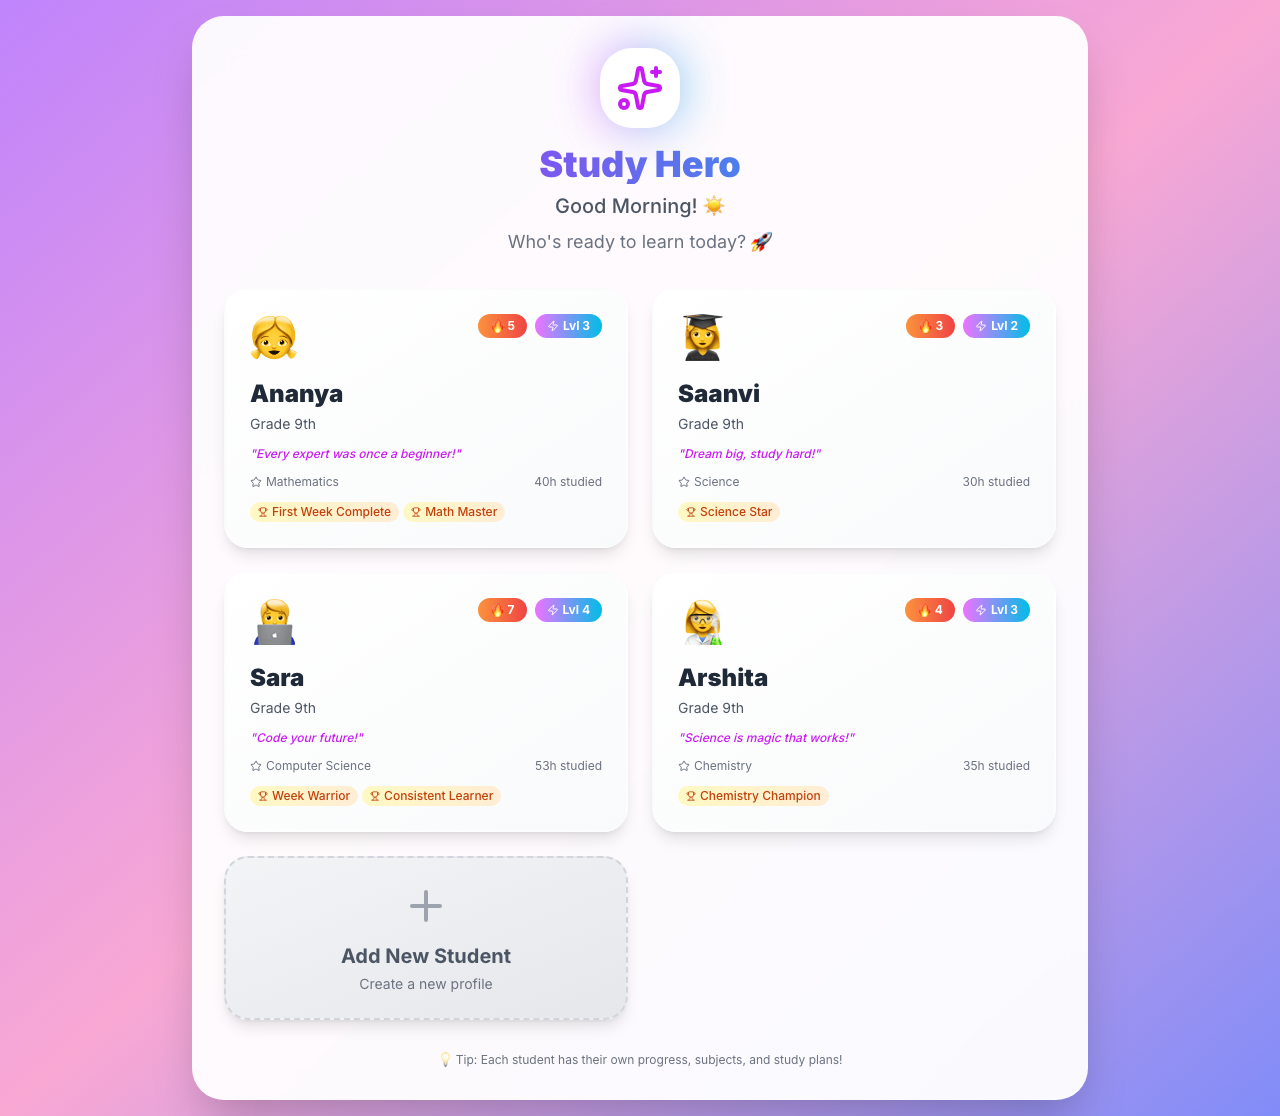 Study Hero
Good Morning! ☀️
Who's ready to learn today? 🚀
🔥 5 Lvl 3
Ananya
Grade 9th
"Every expert was once a beginner!"
Mathematics 40h studied
First Week Complete Math Master
🔥 3 Lvl 2
Saanvi
Grade 9th
"Dream big, study hard!"
Science 30h studied
Science Star
🔥 7 Lvl 4
Sara
Grade 9th
"Code your future!"
Computer Science 53h studied
Week Warrior Consistent Learner
🔥 4 Lvl 3
Arshita
Grade 9th
"Science is magic that works!"
Chemistry 35h studied
Chemistry Champion
Add New Student
Create a new profile
💡 Tip: Each student has their own progress, subjects, and study plans!